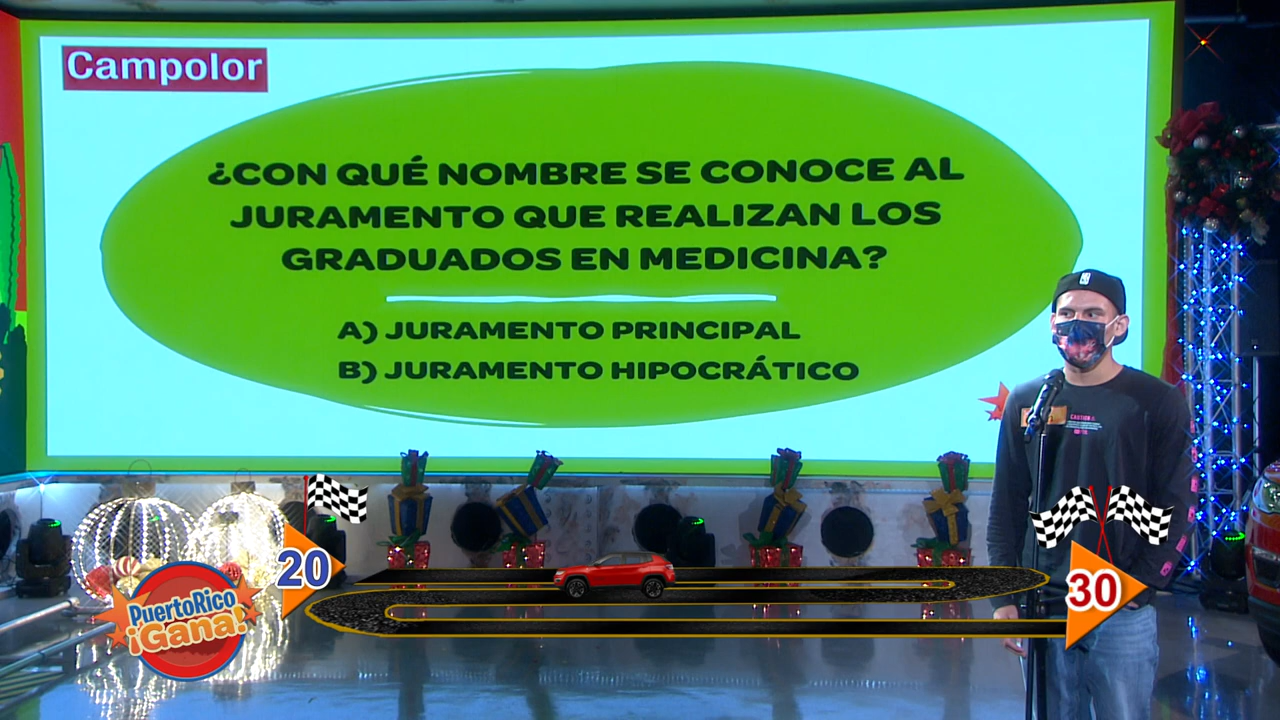 Campolor
¿CON QUÉ NOMBRE SE CONOCE AL
JURAMENTO QUE REALIZAN LOS
GRADUADOS EN MEDICINA?
A) JURAMENTO PRINCIPAL
B) JURAMENTO HIPOCRÁTICO
20
30
PuertoRico
¡Gana!